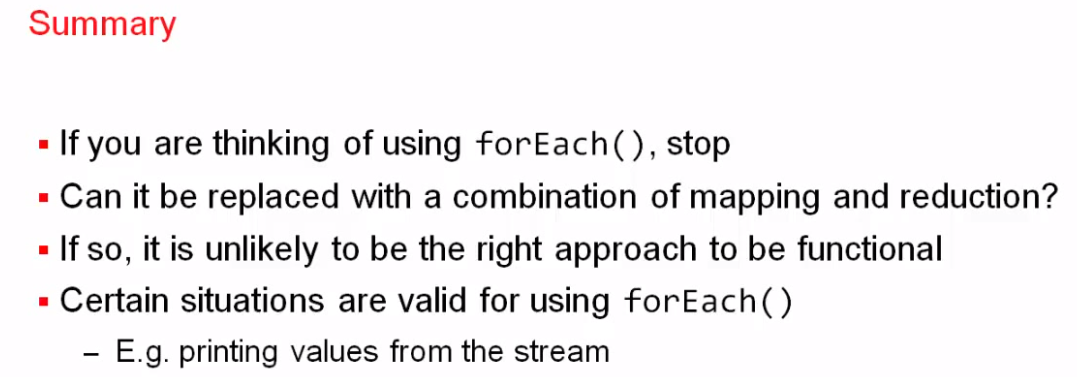 Summary
▪ If you are thinking of using forEach(), stop
▪ Can it be replaced with a combination of mapping and reduction?
▪ If so, it is unlikely to be the right approach to be functional
▪ Certain situations are valid for using forEach()
– E.g. printing values from the stream